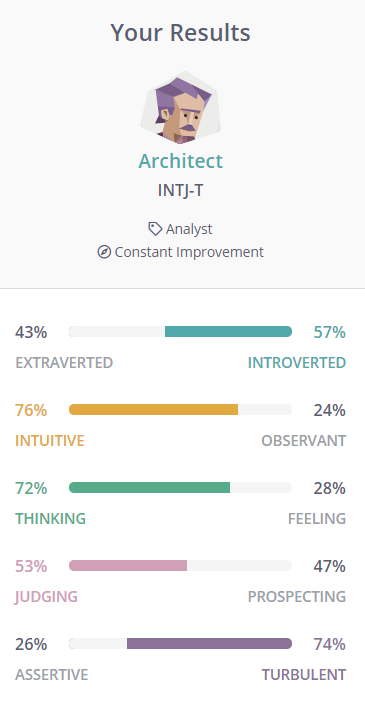 Your Results
Architect
INTJ-T
Analyst
Constant Improvement
43% 57%
EXTRAVERTED INTROVERTED
76% 24%
INTUITIVE OBSERVANT
72% 28%
THINKING FEELING
53% 47%
JUDGING PROSPECTING
26% 74%
ASSERTIVE TURBULENT